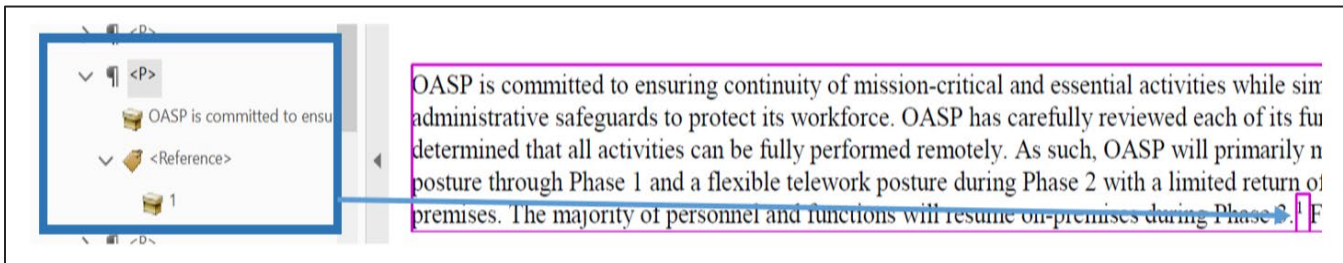 <P>
<P>
OASP is committed to ensu
<Reference>
1
<P>
OASP is committed to ensuring continuity of mission-critical and essential activities while sim
administrative safeguards to protect its workforce. OASP has carefully reviewed each of its fun
determined that all activities can be fully performed remotely. As such, OASP will primarily m
posture through Phase 1 and a flexible telework posture during Phase 2 with a limited return of
premises. The majority of personnel and functions will resume on-premises during Phase 3.¹ F